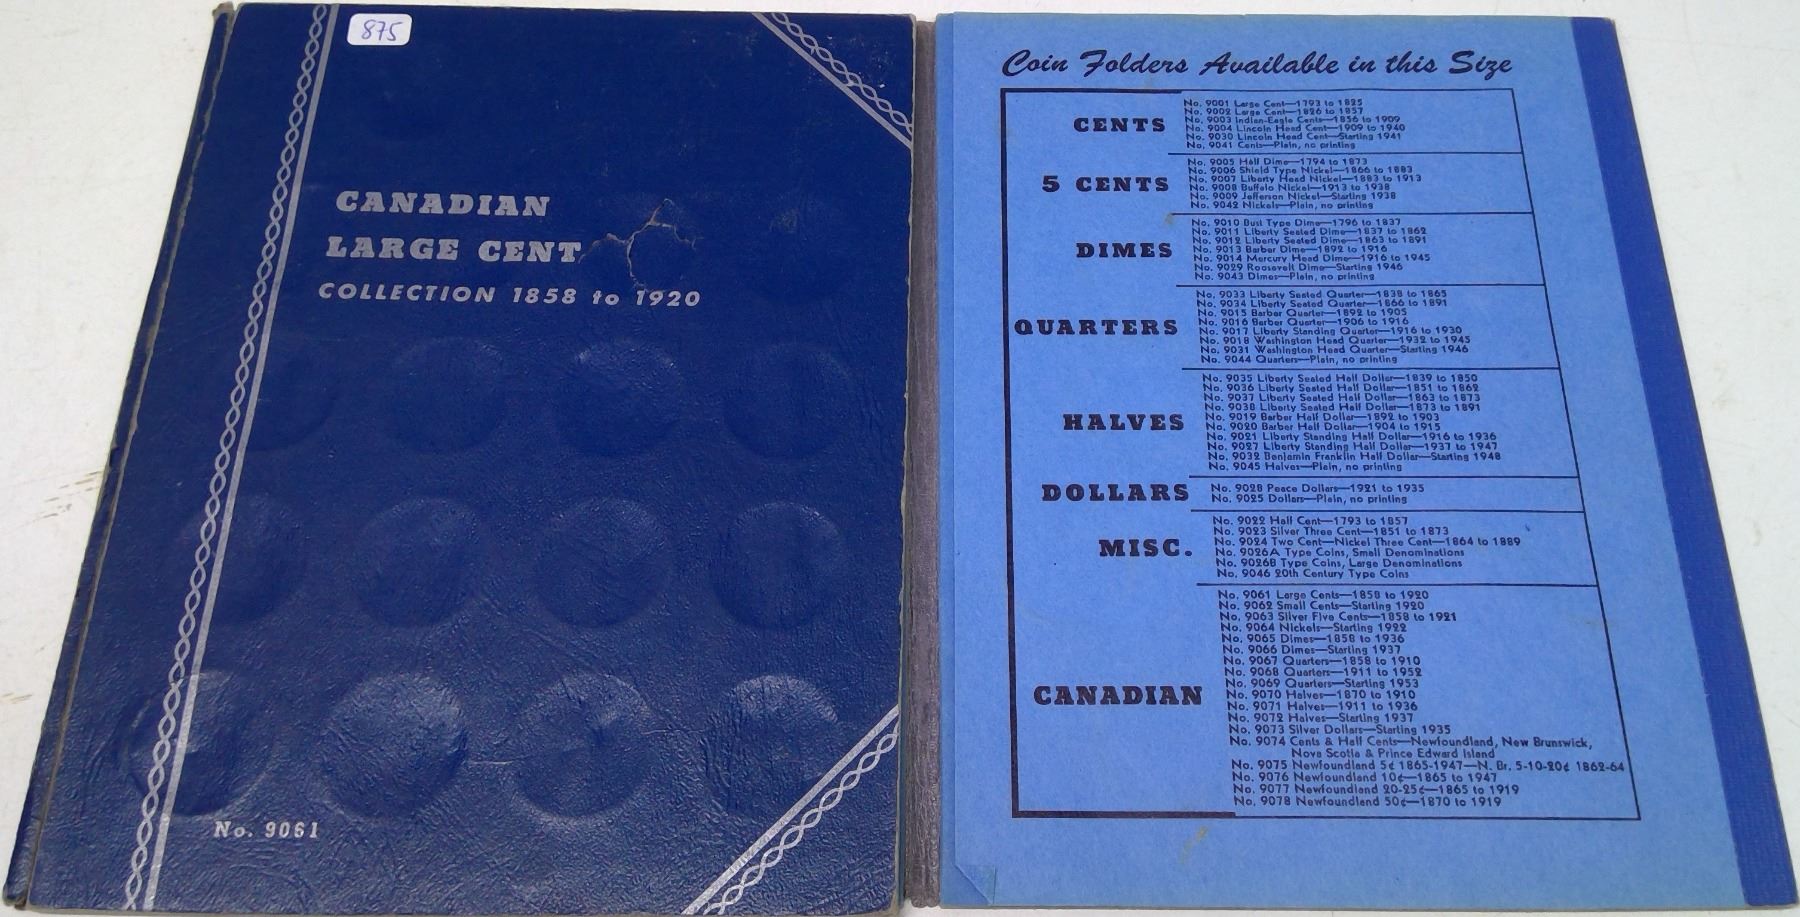 875
CANADIAN
LARGE CENT
COLLECTION 1858 to 1920
No. 9061
Coin Folders Available in this Size
CENTS
No. 9001 Large Cent—1793 to 1825
No. 9002 Large Cent—1826 to 1857
No. 9003 Indian-Eagle Cents—1856 to 1909
No. 9004 Lincoln Head Cent—1909 to 1940
No. 9030 Lincoln Head Cent—Starting 1941
No. 9041 Cents—Plain, no printing
5 CENTS
No. 9005 Half Dime—1794 to 1873
No. 9006 Shield Type Nickel—1866 to 1883
No. 9007 Liberty Head Nickel—1883 to 1913
No. 9008 Buffalo Nickel—1913 to 1938
No. 9009 Jefferson Nickel—Starting 1938
No. 9042 Nickels—Plain, no printing
DIMES
No. 9010 Bust Type Dime—1796 to 1837
No. 9011 Liberty Seated Dime—1837 to 1862
No. 9012 Liberty Seated Dime—1863 to 1891
No. 9013 Barber Dime—1892 to 1916
No. 9014 Mercury Head Dime—1916 to 1945
No. 9029 Roosevelt Dime—Starting 1946
No. 9043 Dimes—Plain, no printing
QUARTERS
No. 9033 Liberty Seated Quarter—1838 to 1865
No. 9034 Liberty Seated Quarter—1866 to 1891
No. 9015 Barber Quarter—1892 to 1905
No. 9016 Barber Quarter—1906 to 1916
No. 9017 Liberty Standing Quarter—1916 to 1930
No. 9018 Washington Head Quarter—1932 to 1945
No. 9031 Washington Head Quarter—Starting 1946
No. 9044 Quarters—Plain, no printing
HALVES
No. 9035 Liberty Seated Half Dollar—1839 to 1850
No. 9036 Liberty Seated Half Dollar—1851 to 1862
No. 9037 Liberty Seated Half Dollar—1863 to 1873
No. 9038 Liberty Seated Half Dollar—1873 to 1891
No. 9019 Barber Half Dollar—1892 to 1903
No. 9020 Barber Half Dollar—1904 to 1915
No. 9021 Liberty Standing Half Dollar—1916 to 1936
No. 9027 Liberty Standing Half Dollar—1937 to 1947
No. 9032 Benjamin Franklin Half Dollar—Starting 1948
No. 9045 Halves—Plain, no printing
DOLLARS
No. 9028 Peace Dollars—1921 to 1935
No. 9025 Dollars—Plain, no printing
MISC.
No. 9022 Half Cent—1793 to 1857
No. 9023 Silver Three Cent—1851 to 1873
No. 9024 Two Cent—Nickel Three Cent—1864 to 1889
No. 9026A Type Coins, Small Denominations
No. 9026B Type Coins, Large Denominations
No. 9046 20th Century Type Coins
CANADIAN
No. 9061 Large Cents—1858 to 1920
No. 9062 Small Cents—Starting 1920
No. 9063 Silver Five Cents—1858 to 1921
No. 9064 Nickels—Starting 1922
No. 9065 Dimes—1858 to 1936
No. 9066 Dimes—Starting 1937
No. 9067 Quarters—1858 to 1910
No. 9068 Quarters—1911 to 1952
No. 9069 Quarters—Starting 1953
No. 9070 Halves—1870 to 1910
No. 9071 Halves—1911 to 1936
No. 9072 Halves—Starting 1937
No. 9073 Silver Dollars—Starting 1935
No. 9074 Cents & Half Cents—Newfoundland, New Brunswick,
Nova Scotia & Prince Edward Island
No. 9075 Newfoundland 5¢ 1865-1947—N. Br. 5-10-20¢ 1862-64
No. 9076 Newfoundland 10¢—1865 to 1947
No. 9077 Newfoundland 20-25¢—1865 to 1919
No. 9078 Newfoundland 50¢—1870 to 1919